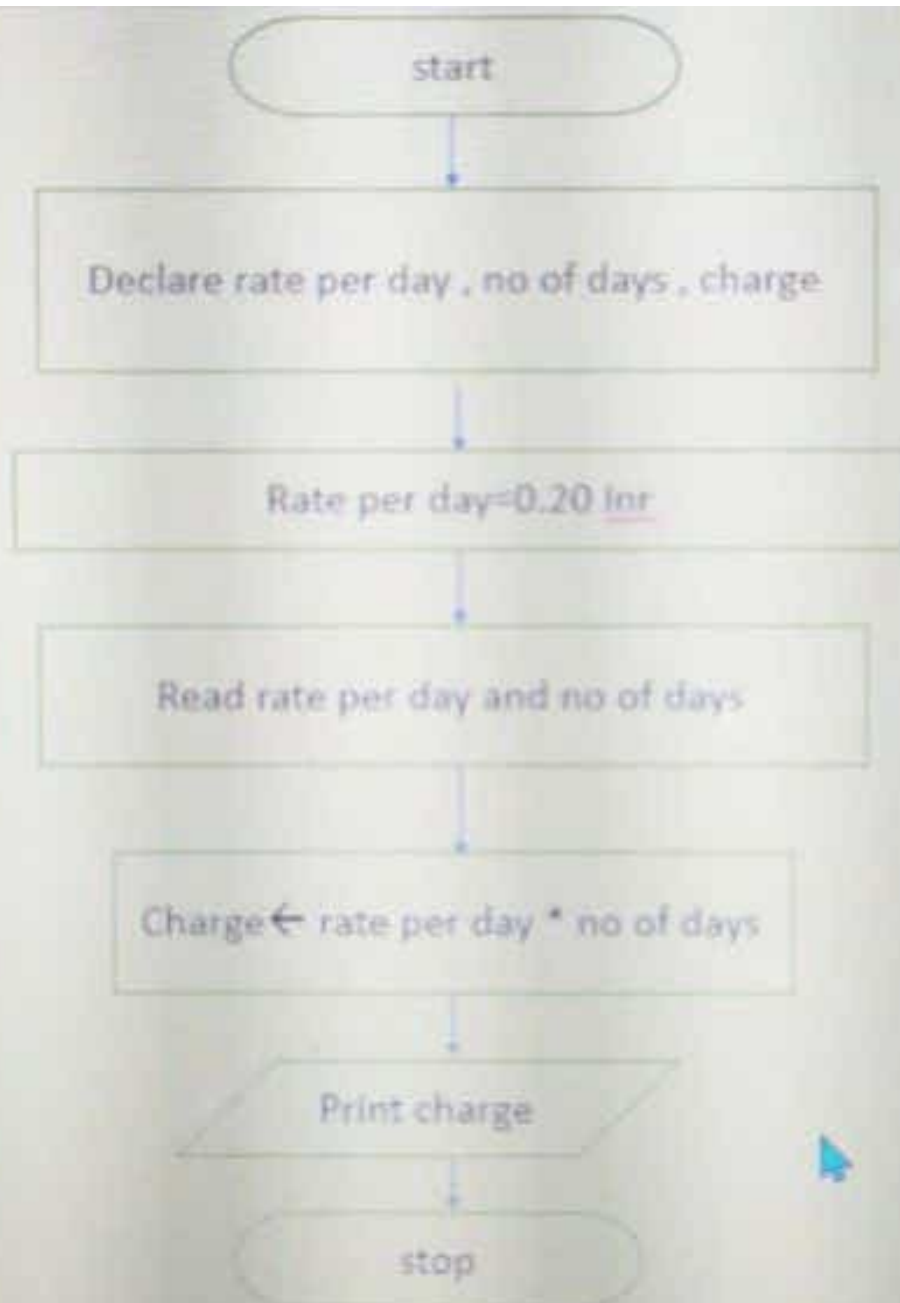 start
Declare rate per day , no of days , charge
Rate per day=0.20 Inr
Read rate per day and no of days
Charge← rate per day * no of days
Print charge
stop